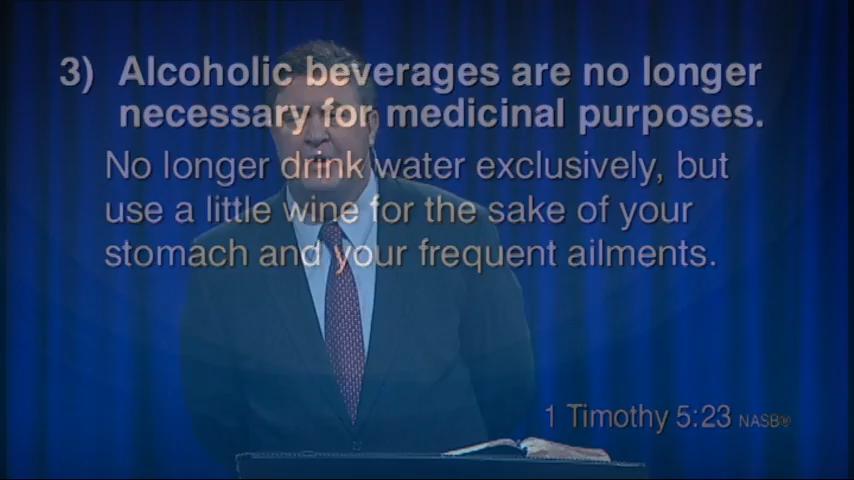 3) Alcoholic beverages are no longer
necessary for medicinal purposes.
No longer drink water exclusively, but
use a little wine for the sake of your
stomach and your frequent ailments.
1 Timothy 5:23 NASB®